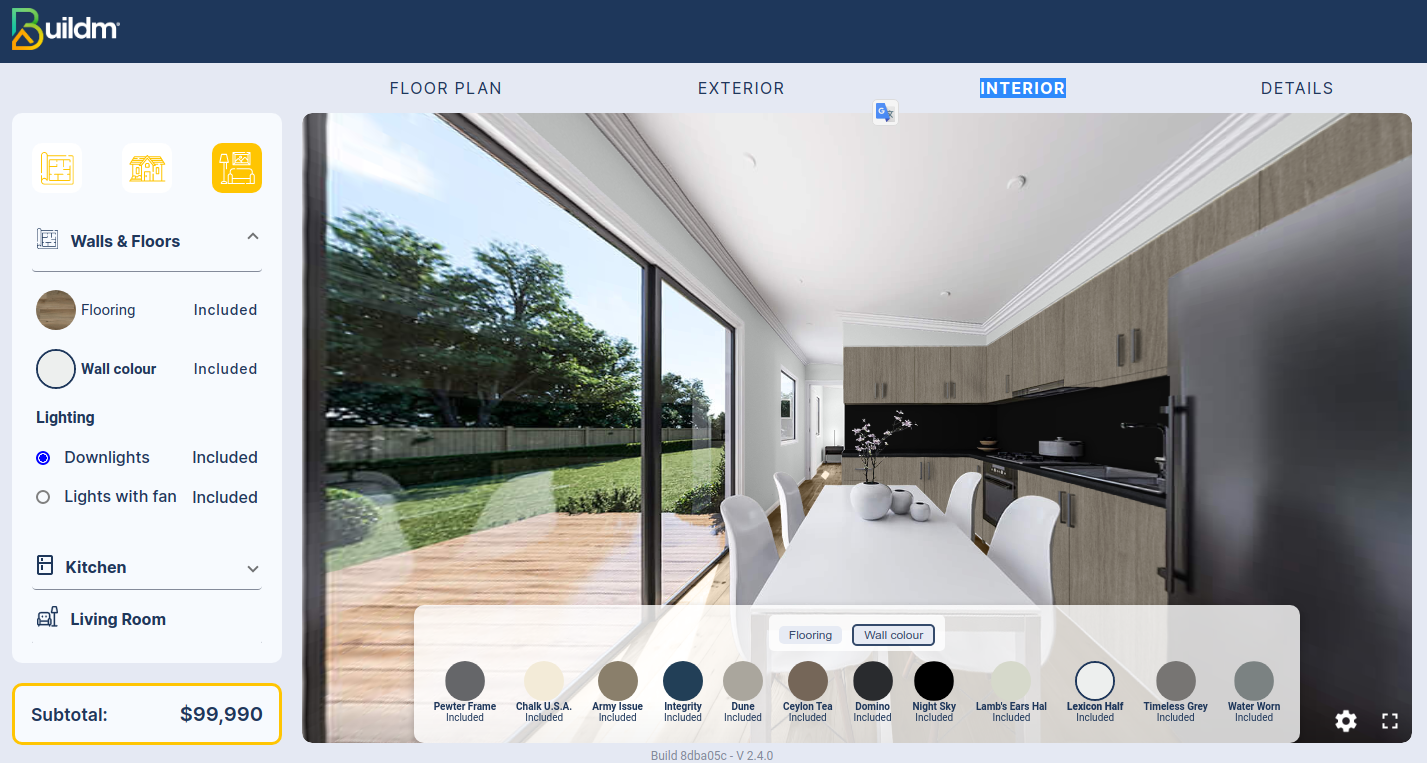 Buildm
FLOOR PLAN
EXTERIOR
INTERIOR
DETAILS
G
Walls & Floors
Flooring Included
Wall colour Included
Lighting
Downlights Included
Lights with fan Included
Kitchen
Living Room
Subtotal: $99,990
Flooring
Wall colour
Pewter Frame
Included
Chalk U.S.A.
Included
Army Issue
Included
Integrity
Included
Dune
Included
Ceylon Tea
Included
Domino
Included
Night Sky
Included
Lamb's Ears Hal
Included
Lexicon Half
Included
Timeless Grey
Included
Water Worn
Included
Build 8dba05c - V 2.4.0